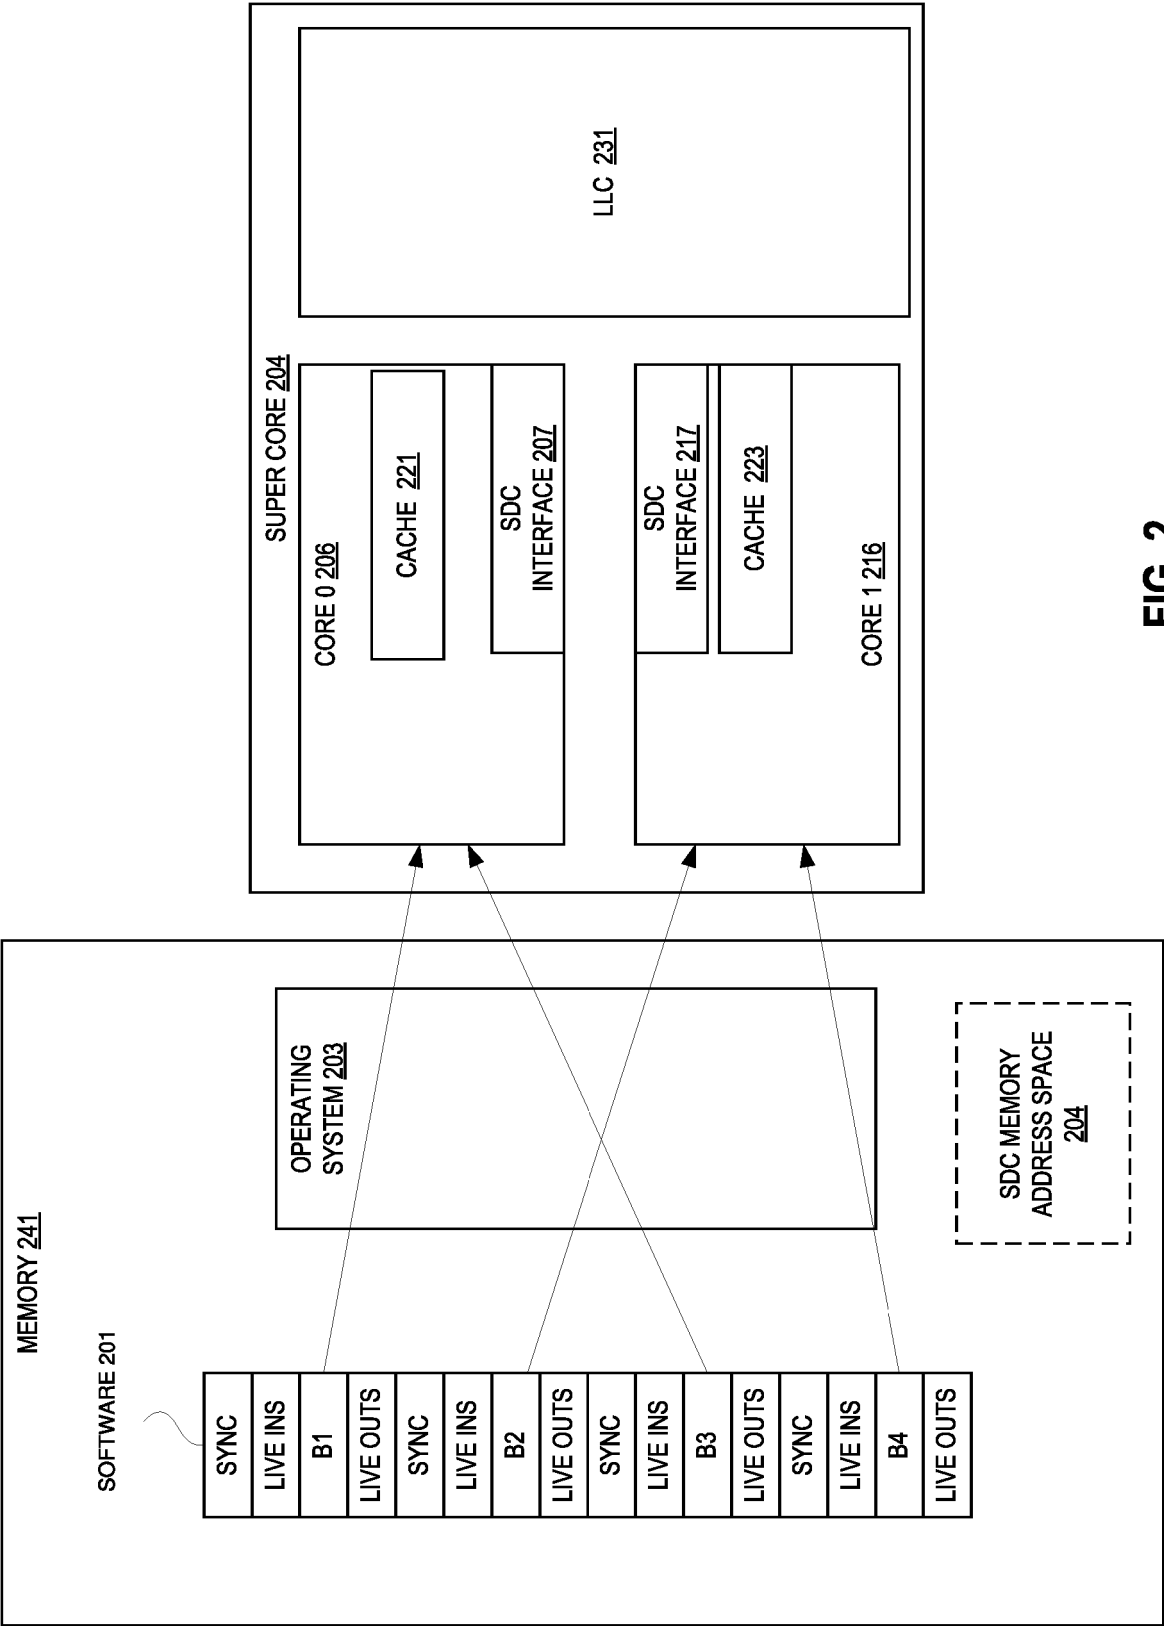 MEMORY 241
SOFTWARE 201
SYNC
LIVE INS
B1
LIVE OUTS
SYNC
LIVE INS
B2
LIVE OUTS
SYNC
LIVE INS
B3
LIVE OUTS
SYNC
LIVE INS
B4
LIVE OUTS
OPERATING
SYSTEM 203
SDC MEMORY
ADDRESS SPACE
204
SUPER CORE 204
CORE 0 206
CACHE 221
SDC
INTERFACE 207
SDC
INTERFACE 217
CACHE 223
CORE 1 216
LLC 231
FIG. 2